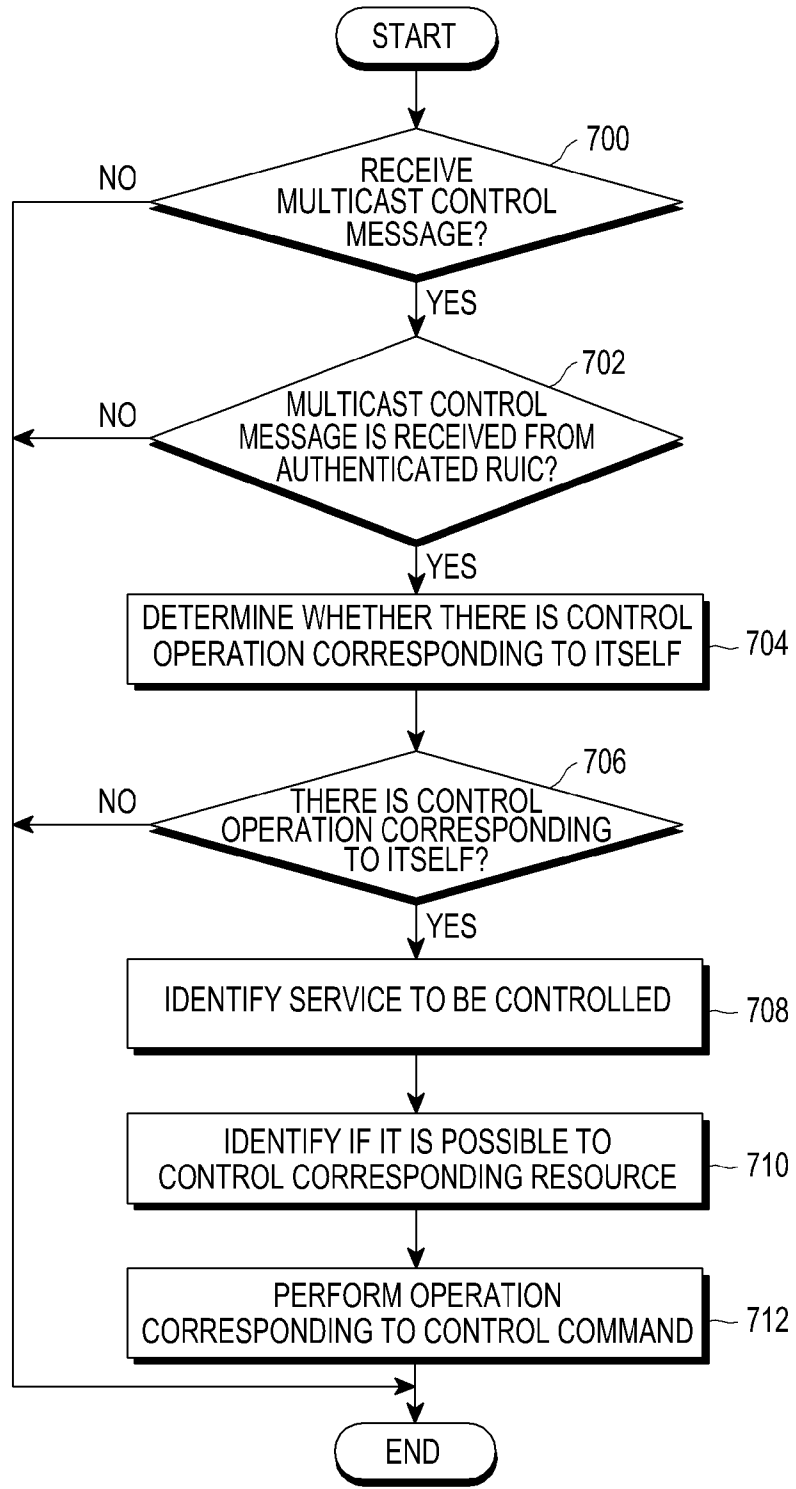 START
700
RECEIVE
MULTICAST CONTROL
MESSAGE?
NO
YES
702
MULTICAST CONTROL
MESSAGE IS RECEIVED FROM
AUTHENTICATED RUIC?
NO
YES
DETERMINE WHETHER THERE IS CONTROL
OPERATION CORRESPONDING TO ITSELF
704
706
THERE IS CONTROL
OPERATION CORRESPONDING
TO ITSELF?
NO
YES
IDENTIFY SERVICE TO BE CONTROLLED
708
IDENTIFY IF IT IS POSSIBLE TO
CONTROL CORRESPONDING RESOURCE
710
PERFORM OPERATION
CORRESPONDING TO CONTROL COMMAND
712
END